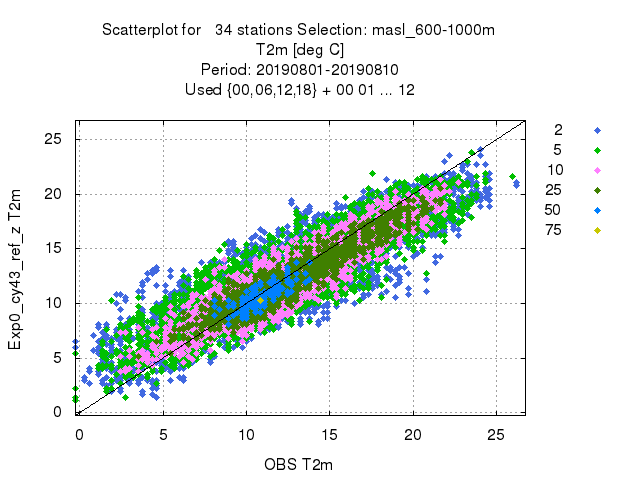 Scatterplot for 34 stations Selection: masl_600-1000m
T2m [deg C]
Period: 20190801-20190810
Used {00,06,12,18} + 00 01 ... 12
25
20
15
10
5
0
Exp0_cy43_ref_z T2m
0 5 10 15 20 25
OBS T2m
2
5
10
25
50
75